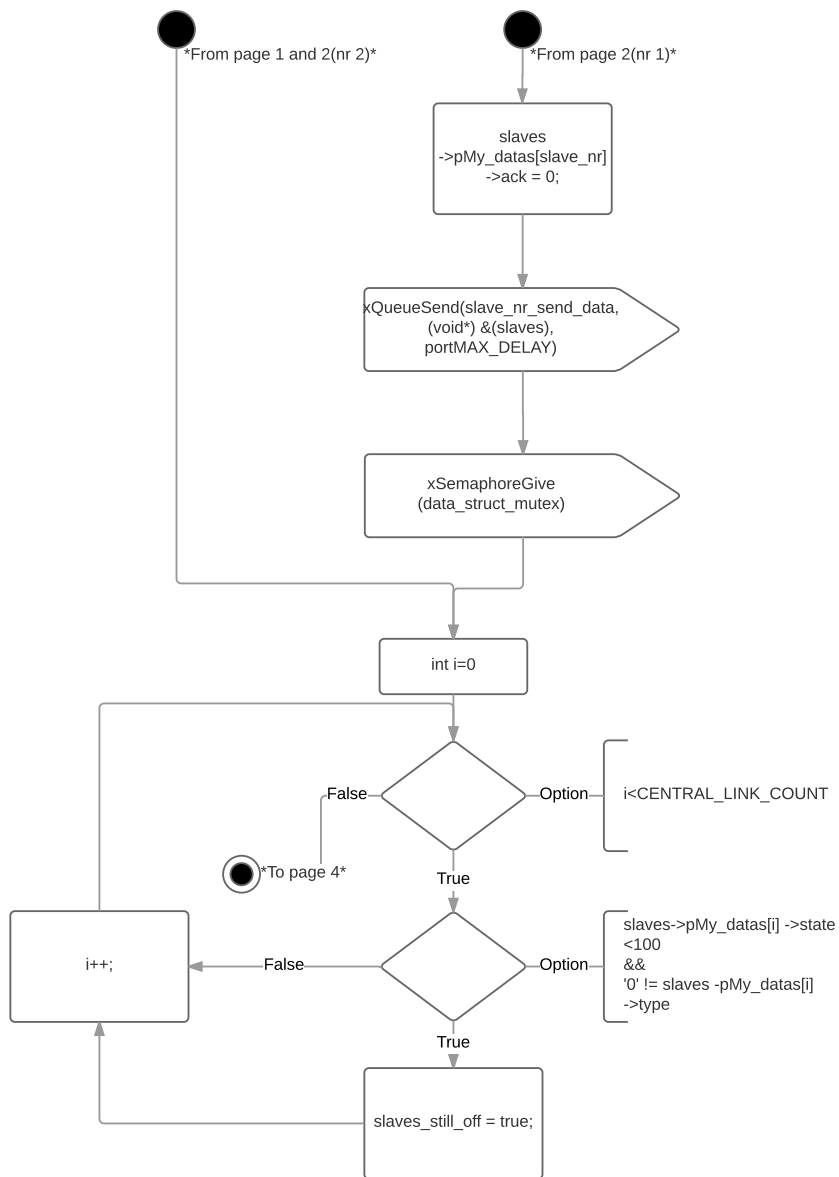 *From page 1 and 2(nr 2)*
*From page 2(nr 1)*
slaves
->pMy_datas[slave_nr]
->ack = 0;
xQueueSend(slave_nr_send_data,
(void*) &(slaves),
portMAX_DELAY)
xSemaphoreGive
(data_struct_mutex)
int i=0
False
Option
i<CENTRAL_LINK_COUNT
*To page 4*
True
i++;
False
Option
slaves->pMy_datas[i] ->state
<100
&&
'0' != slaves -pMy_datas[i]
->type
True
slaves_still_off = true;